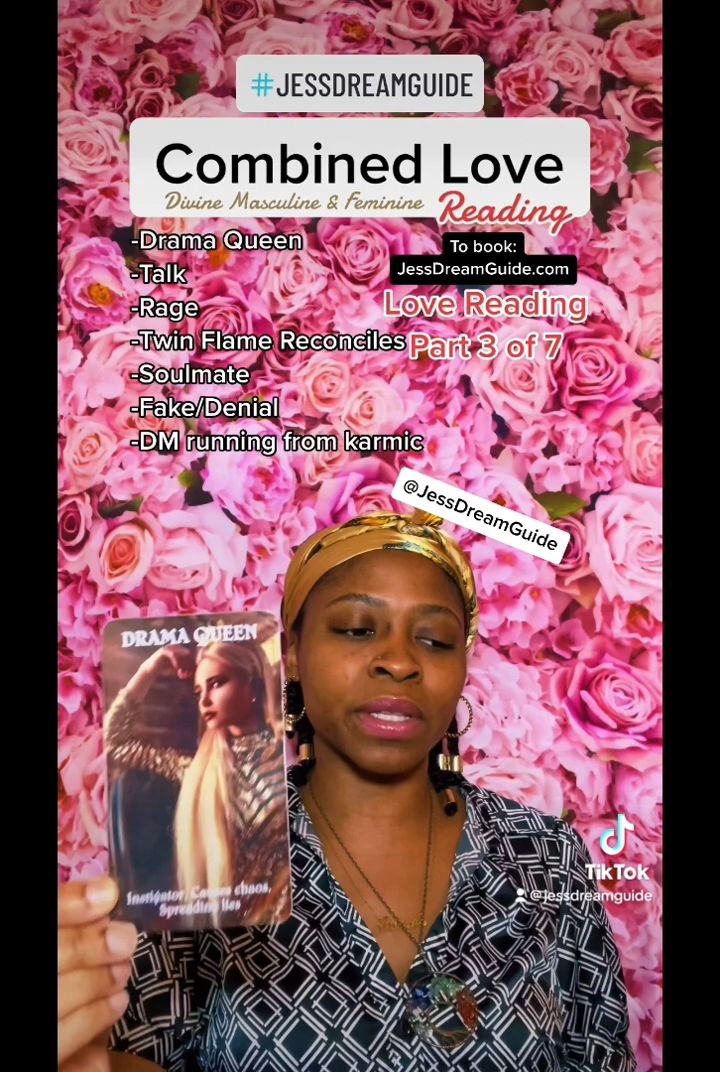 #JESSDREAMGUIDE
Combined Love
Divine Masculine & Feminine
Reading
-Drama Queen
To book:
-Talk
JessDreamGuide.com
-Rage
Love Reading
-Twin Flame Reconciles
Part 3 of 7
-Soulmate
-Fake/Denial
-DM running from karmic
@JessDreamGuide
DRAMA QUEEN
Instigator, Causes chaos,
Spreading lies
TikTok
@jessdreamguide